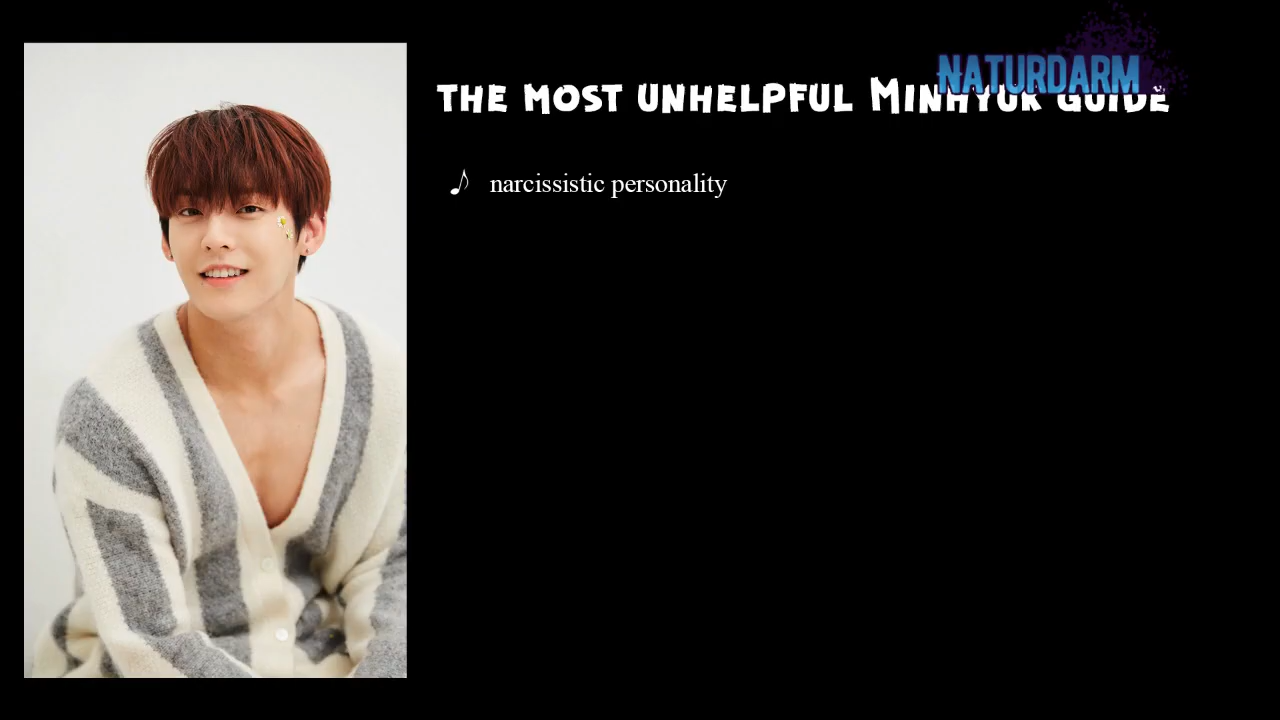 NATURDARM
THE MOST UNHELPFUL MINHYUK GUIDE
♪ narcissistic personality